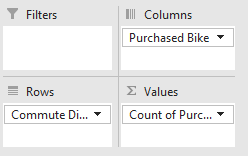 Filters
Columns
Purchased Bike
Rows
Σ Values
Commute Di...
Count of Purc...